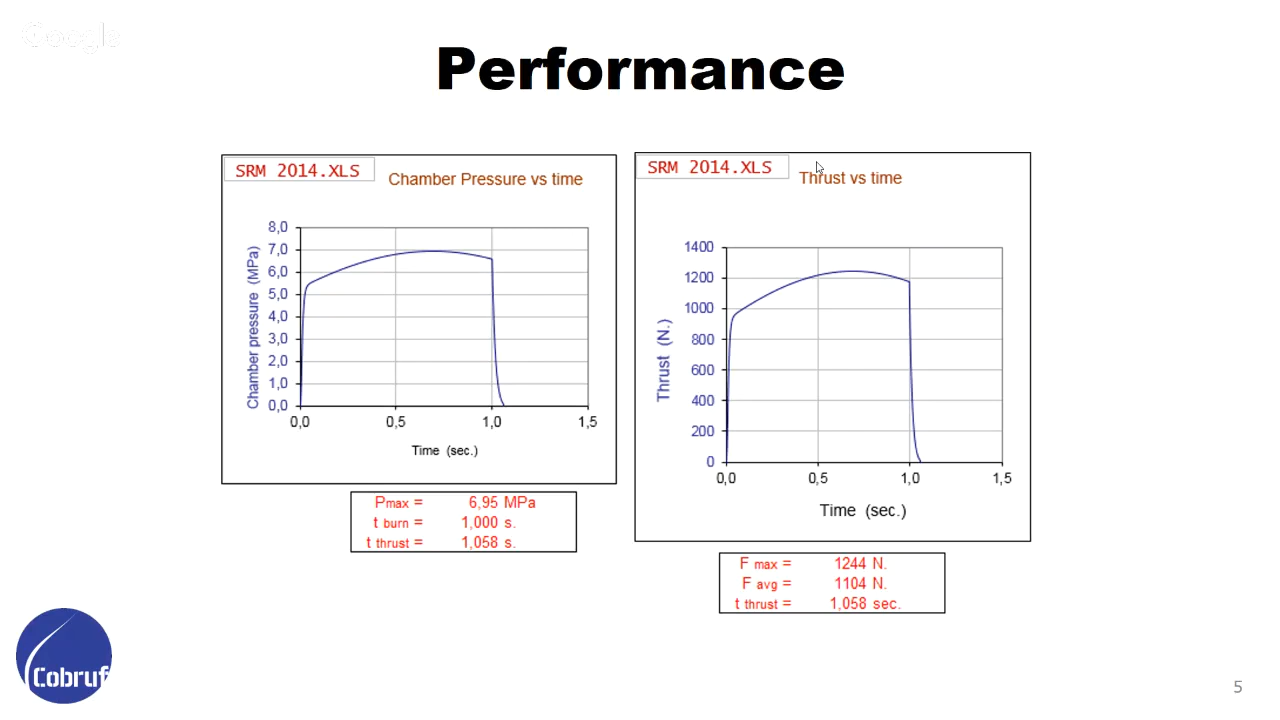 Google
Performance
SRM 2014.XLS
Chamber Pressure vs time
8,0
7,0
6,0
5,0
4,0
3,0
2,0
1,0
0,0
Chamber pressure (MPa)
0,0 0,5 1,0 1,5
Time (sec.)
Pmax = 6,95 MPa
t burn = 1,000 s.
t thrust = 1,058 s.
SRM 2014.XLS
Thrust vs time
1400
1200
1000
800
600
400
200
0
Thrust (N.)
0,0 0,5 1,0 1,5
Time (sec.)
F max = 1244 N.
F avg = 1104 N.
t thrust = 1,058 sec.
Cobruf
5